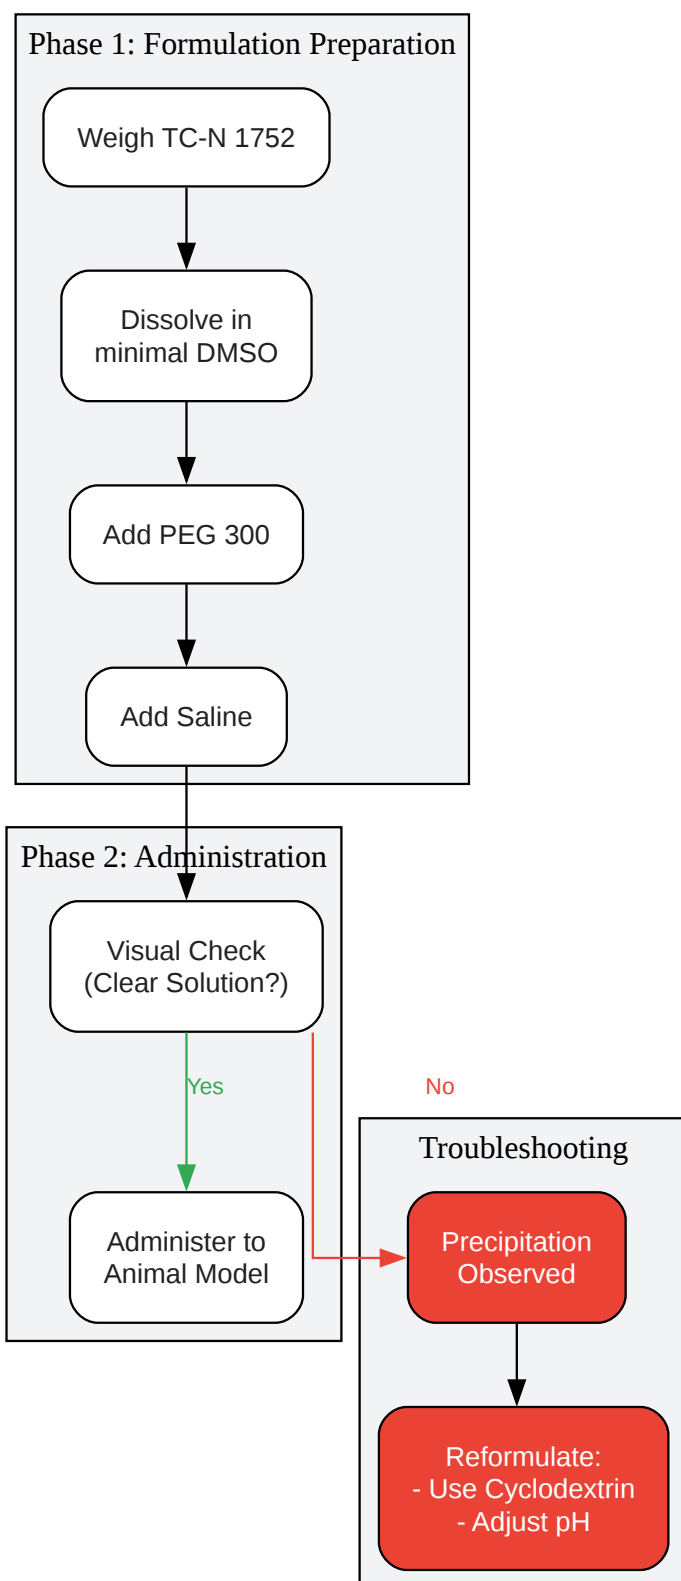 Phase 1: Formulation Preparation
Weigh TC-N 1752
Dissolve in
minimal DMSO
Add PEG 300
Add Saline
Phase 2: Administration
Visual Check
(Clear Solution?)
Yes
No
Administer to
Animal Model
Troubleshooting
Precipitation
Observed
Reformulate:
- Use Cyclodextrin
- Adjust pH